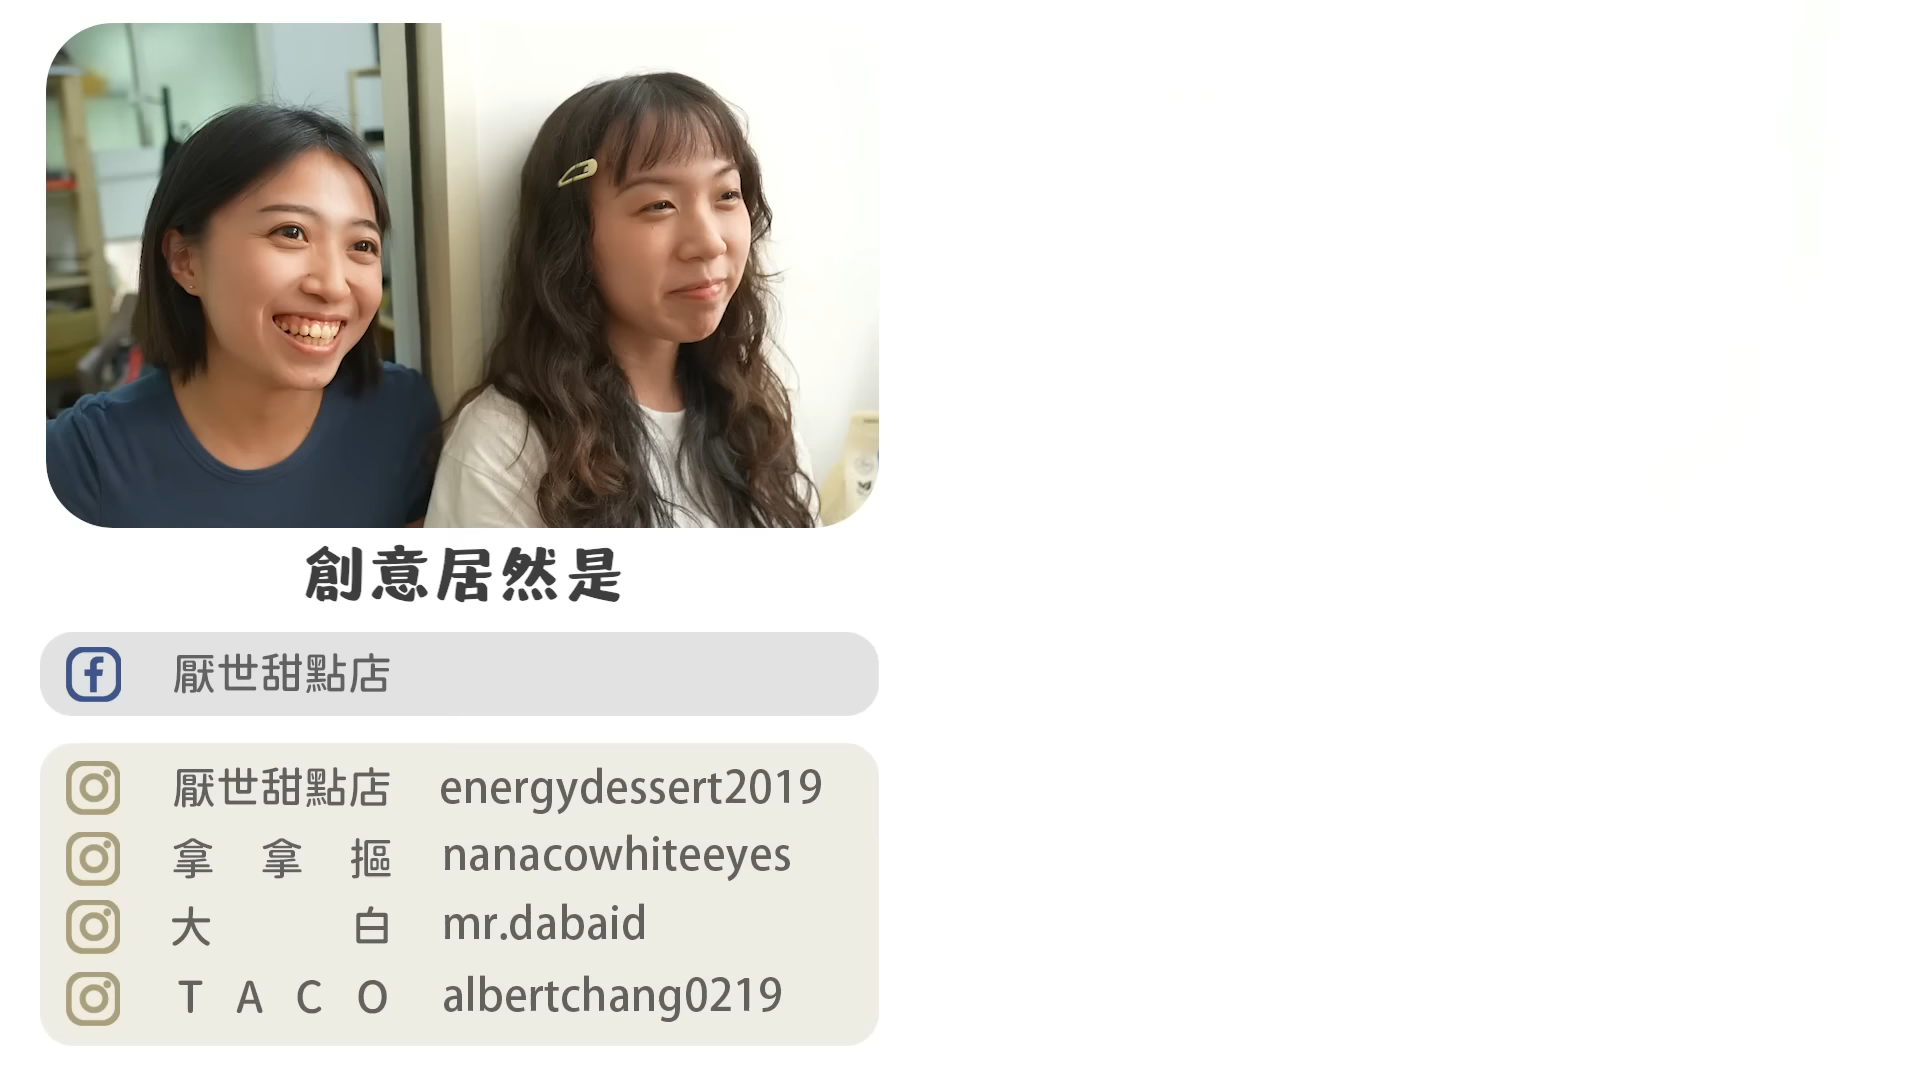 創意居然是
厭世甜點店
厭世甜點店 energydessert2019
拿拿摳 nanacowhiteeyes
大白 mr.dabaid
TACO albertchang0219